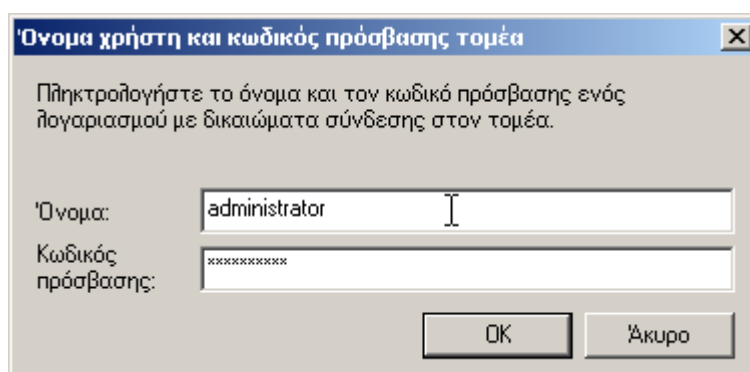 Όνομα χρήστη και κωδικός πρόσβασης τομέα
Πληκτρολογήστε το όνομα και τον κωδικό πρόσβασης ενός
λογαριασμού με δικαιώματα σύνδεσης στον τομέα.
Όνομα: administrator
Κωδικός
πρόσβασης: xxxxxxxxxx
OK Άκυρο